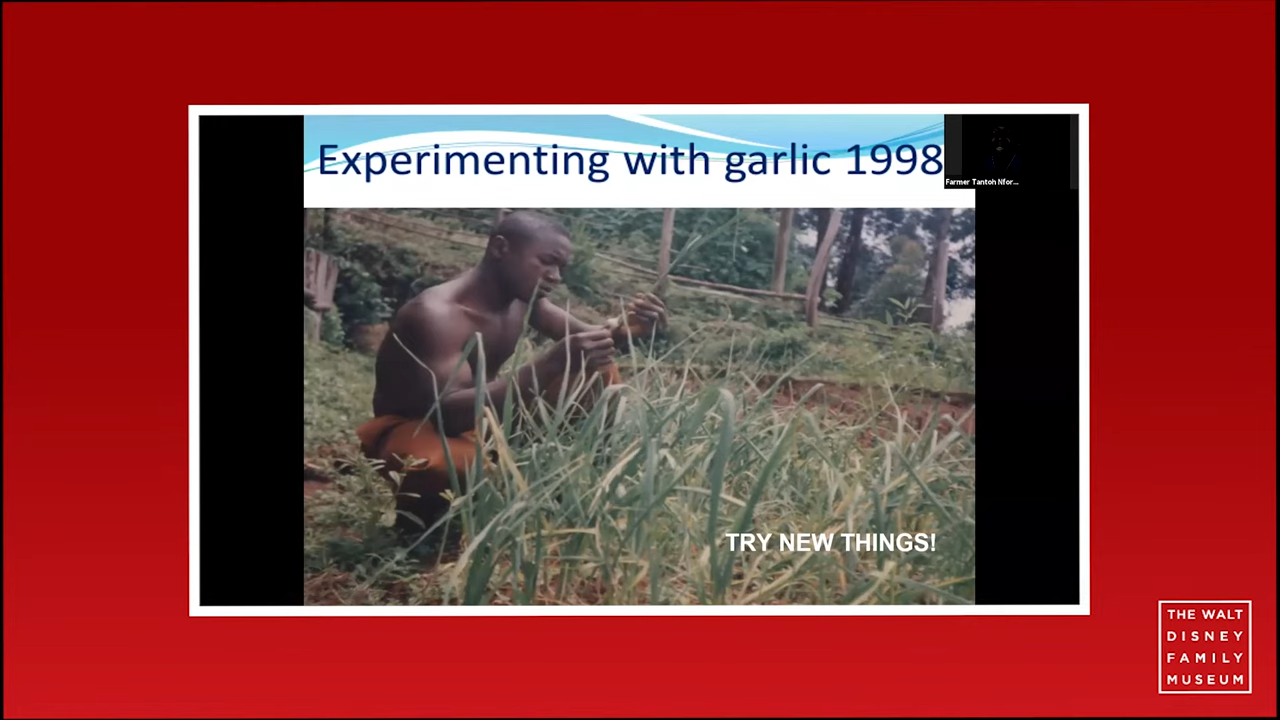 Experimenting with garlic 1998
Farmer Tantoh Nfor...
TRY NEW THINGS!
THE WALT
DISNEY
FAMILY
MUSEUM